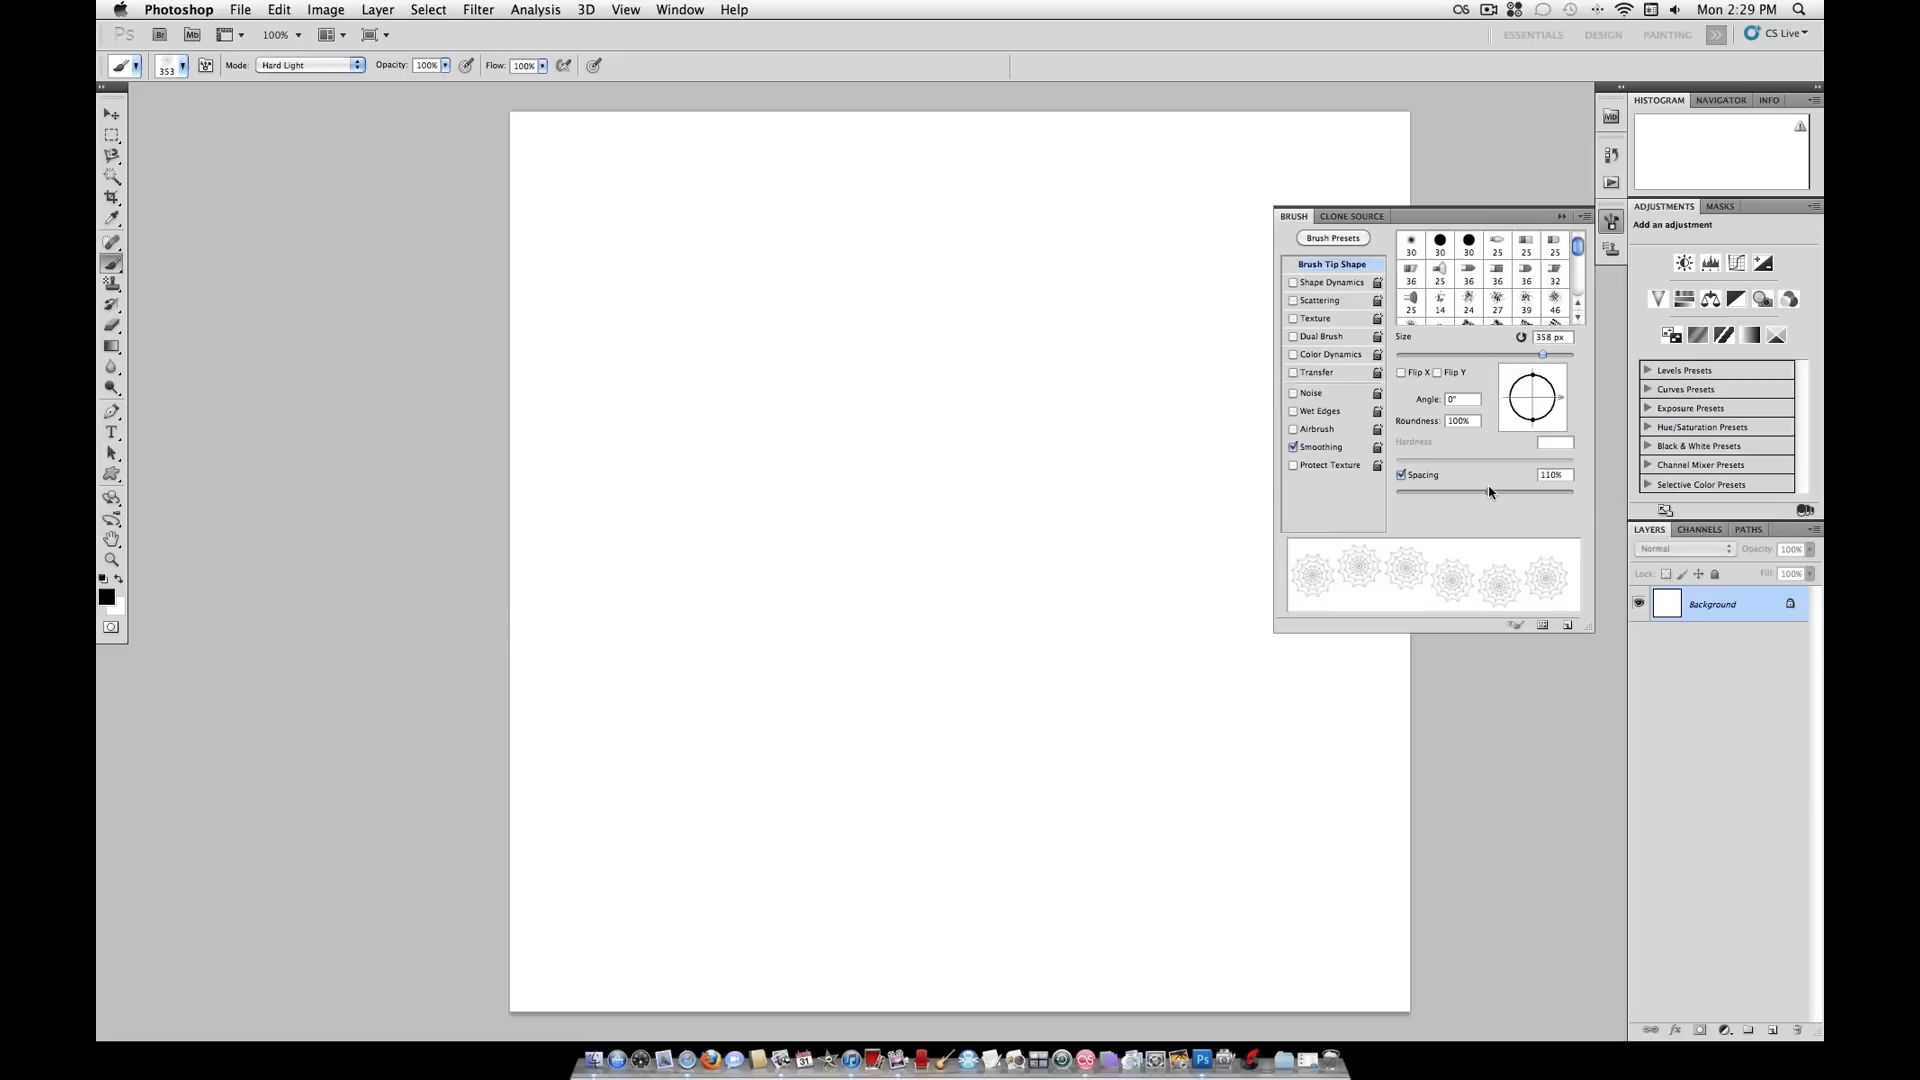 Photoshop File Edit Image Layer Select Filter Analysis 3D View Window Help Mon 2:29 PM
Ps Br Mb 100% ESSENTIALS DESIGN PAINTING CS Live
353 Mode: Hard Light Opacity: 100% Flow: 100%
HISTOGRAM NAVIGATOR INFO
Mb
ADJUSTMENTS MASKS
Add an adjustment
BRUSH CLONE SOURCE
Brush Presets
30 30 30 25 25 25
36 25 36 36 36 32
25 14 24 27 39 46
Brush Tip Shape
Shape Dynamics
Scattering
Texture
Dual Brush
Color Dynamics
Transfer
Noise
Wet Edges
Airbrush
Smoothing
Protect Texture
Size 358 px
Flip X Flip Y
Angle: 0°
Roundness: 100%
Hardness
Spacing 110%
Levels Presets
Curves Presets
Exposure Presets
Hue/Saturation Presets
Black & White Presets
Channel Mixer Presets
Selective Color Presets
LAYERS CHANNELS PATHS
Normal Opacity: 100%
Lock: Fill: 100%
Background